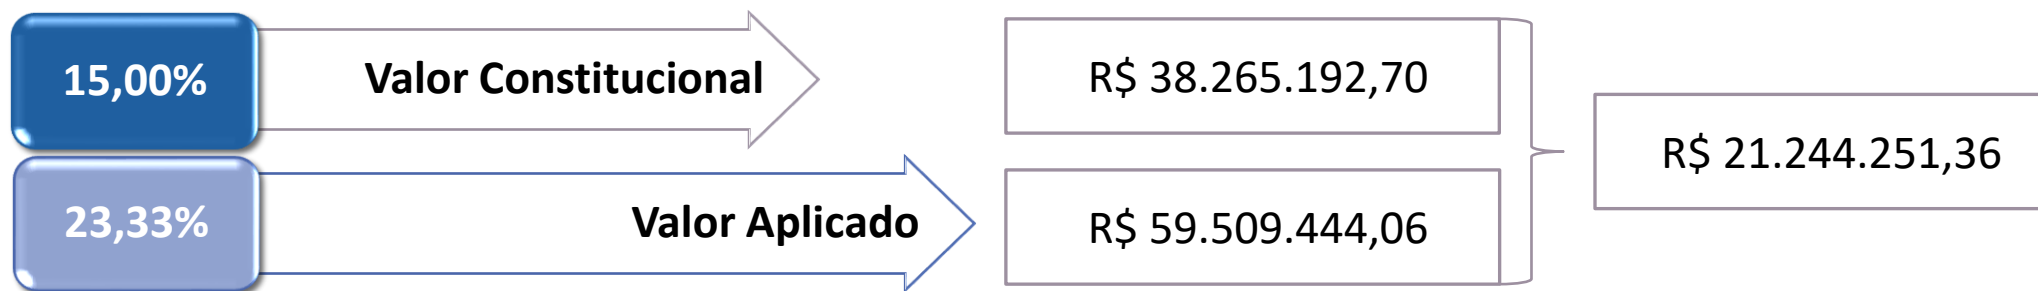 15,00%
Valor Constitucional
R$ 38.265.192,70
23,33%
Valor Aplicado
R$ 59.509.444,06
R$ 21.244.251,36